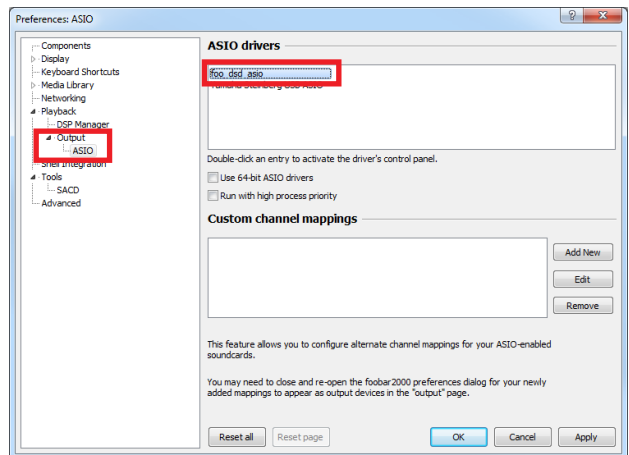 Preferences: ASIO
Components
Display
Keyboard Shortcuts
Media Library
Networking
Playback
DSP Manager
Output
ASIO
Shell Integration
Tools
SACD
Advanced
ASIO drivers
foo_dsd_asio
Yamaha Steinberg USB ASIO
Double-click an entry to activate the driver's control panel.
Use 64-bit ASIO drivers
Run with high process priority
Custom channel mappings
Add New
Edit
Remove
This feature allows you to configure alternate channel mappings for your ASIO-enabled
soundcards.
You may need to close and re-open the foobar2000 preferences dialog for your newly
added mappings to appear as output devices in the "output" page.
Reset all
Reset page
OK
Cancel
Apply